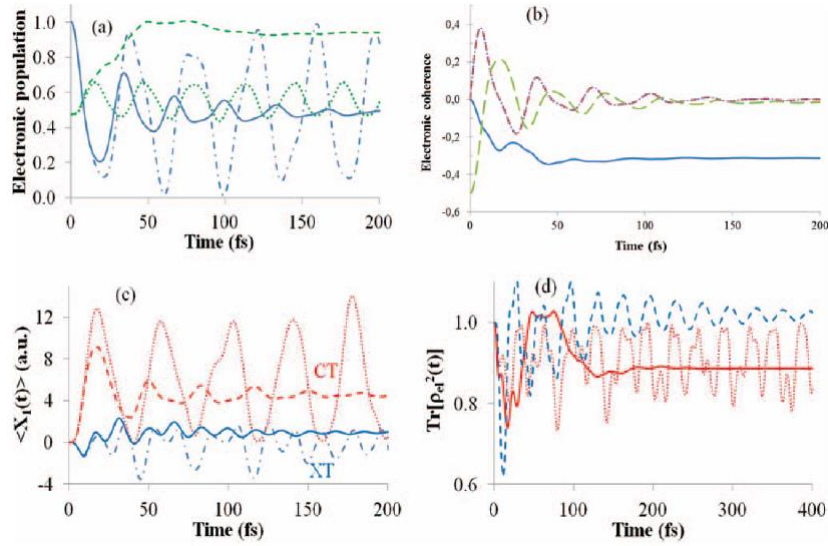 (a)
Electronic population
1.0
0.8
0.6
0.4
0.2
0.0
0 50 100 150 200
Time (fs)
(b)
Electronic coherence
0,6
0,4
0,2
0,0
-0,2
-0,4
-0,6
0 50 100 150 200
Time (fs)
(c)
<X₁(t)> (a.u.)
12
8
4
0
-4
CT
XT
0 50 100 150 200
Time (fs)
(d)
Tr[ρel²(t)]
1.0
0.8
0.6
0 100 200 300 400
Time (fs)